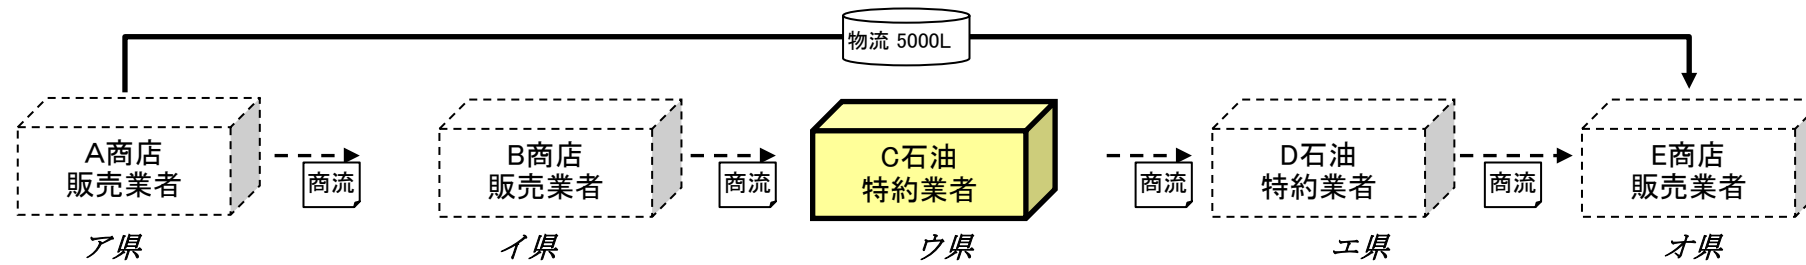 物流 5000L
A商店
販売業者
商流
B商店
販売業者
商流
C石油
特約業者
商流
D石油
特約業者
商流
E商店
販売業者
ア県
イ県
ウ県
エ県
オ県